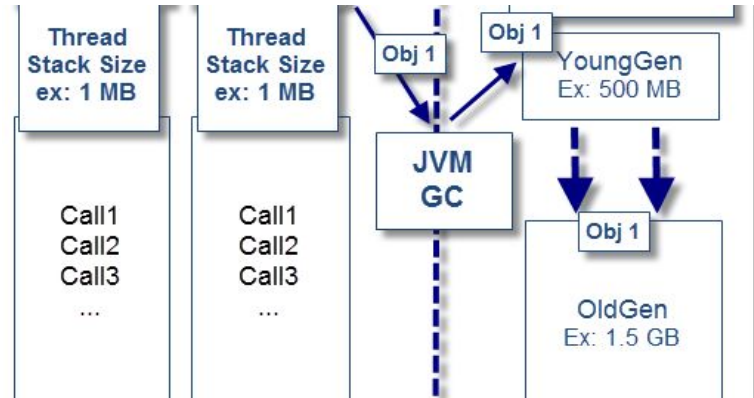 Thread
Stack Size
ex: 1 MB
Call1
Call2
Call3
...
Thread
Stack Size
ex: 1 MB
Call1
Call2
Call3
...
Obj 1
JVM
GC
Obj 1
YoungGen
Ex: 500 MB
Obj 1
OldGen
Ex: 1.5 GB